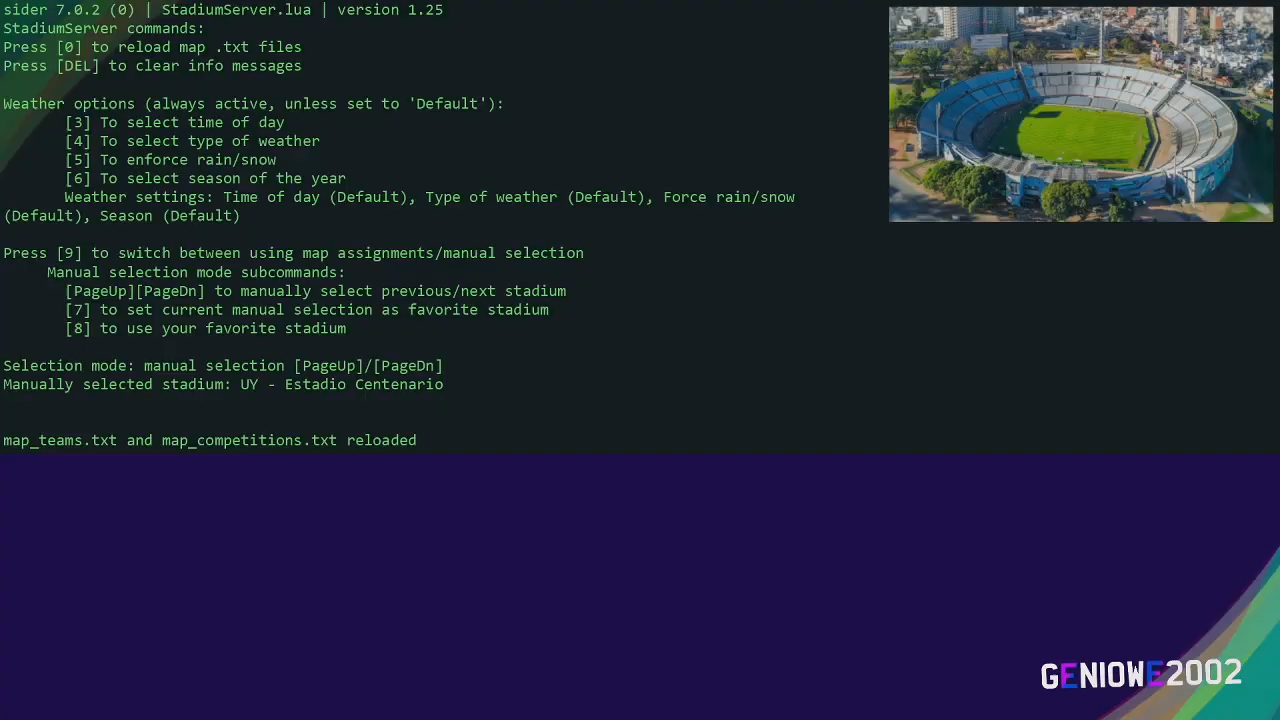 sider 7.0.2 (0) | StadiumServer.lua | version 1.25
StadiumServer commands:
Press [0] to reload map .txt files
Press [DEL] to clear info messages
Weather options (always active, unless set to 'Default'):
[3] To select time of day
[4] To select type of weather
[5] To enforce rain/snow
[6] To select season of the year
Weather settings: Time of day (Default), Type of weather (Default), Force rain/snow
(Default), Season (Default)
Press [9] to switch between using map assignments/manual selection
Manual selection mode subcommands:
[PageUp][PageDn] to manually select previous/next stadium
[7] to set current manual selection as favorite stadium
[8] to use your favorite stadium
Selection mode: manual selection [PageUp]/[PageDn]
Manually selected stadium: UY - Estadio Centenario
map_teams.txt and map_competitions.txt reloaded
GENIOWE2002